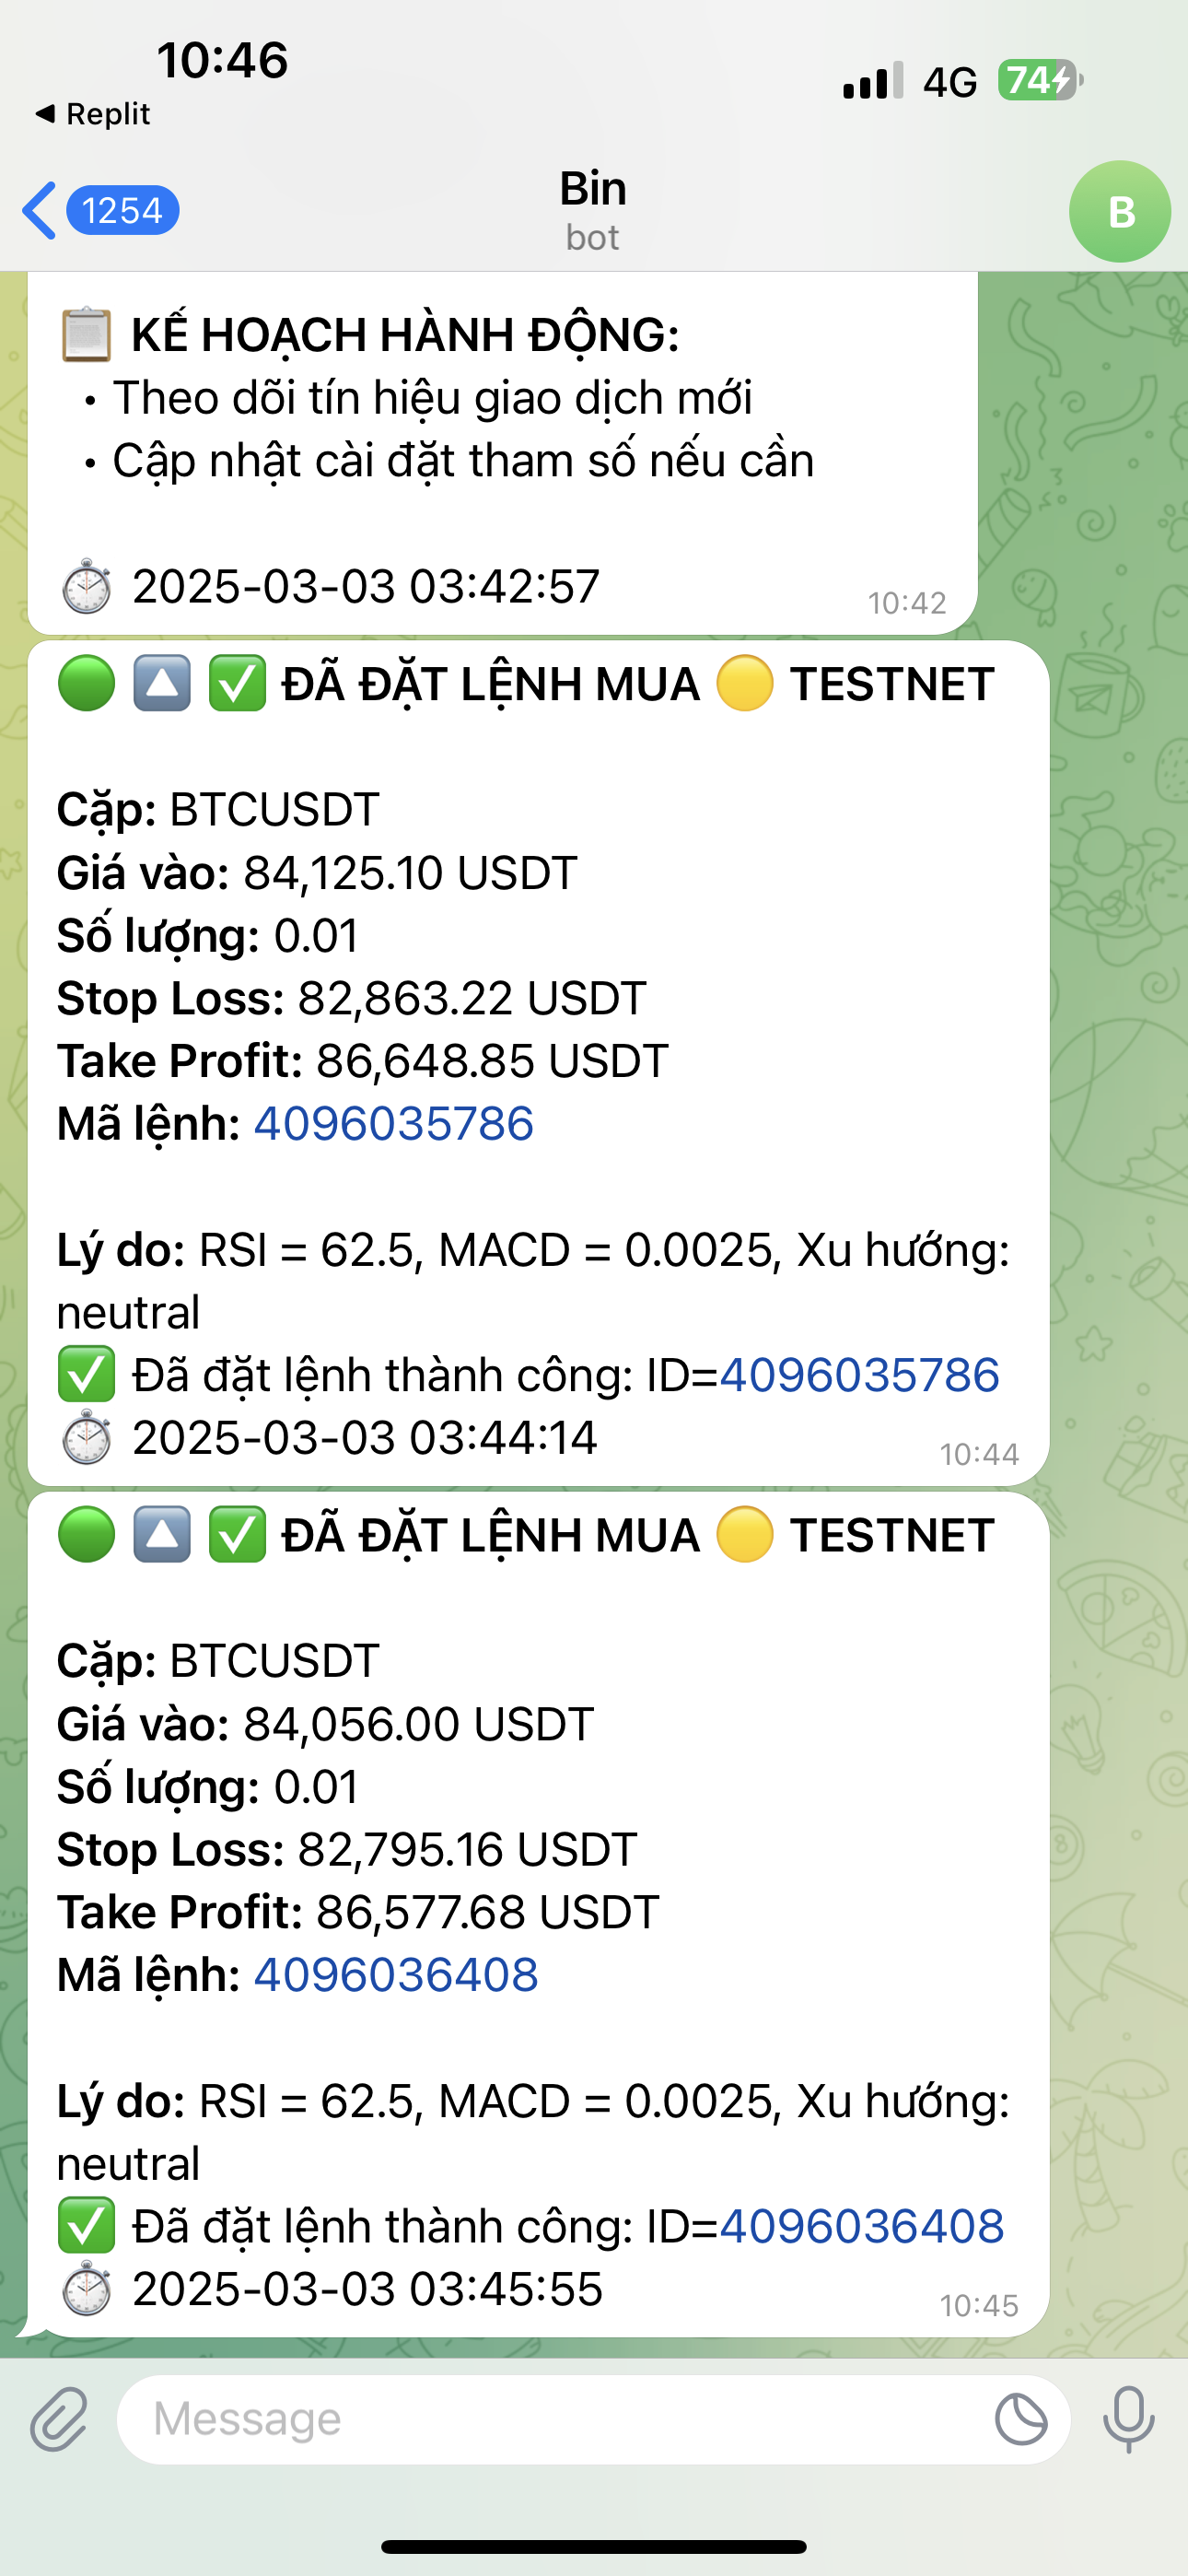 10:46
4G
74
Replit
1254
Bin
bot
B
KẾ HOẠCH HÀNH ĐỘNG:
• Theo dõi tín hiệu giao dịch mới
• Cập nhật cài đặt tham số nếu cần
2025-03-03 03:42:57
10:42
ĐÃ ĐẶT LỆNH MUA 🟡 TESTNET
Cặp: BTCUSDT
Giá vào: 84,125.10 USDT
Số lượng: 0.01
Stop Loss: 82,863.22 USDT
Take Profit: 86,648.85 USDT
Mã lệnh: 4096035786
Lý do: RSI = 62.5, MACD = 0.0025, Xu hướng:
neutral
✅ Đã đặt lệnh thành công: ID=4096035786
2025-03-03 03:44:14
10:44
ĐÃ ĐẶT LỆNH MUA 🟡 TESTNET
Cặp: BTCUSDT
Giá vào: 84,056.00 USDT
Số lượng: 0.01
Stop Loss: 82,795.16 USDT
Take Profit: 86,577.68 USDT
Mã lệnh: 4096036408
Lý do: RSI = 62.5, MACD = 0.0025, Xu hướng:
neutral
✅ Đã đặt lệnh thành công: ID=4096036408
2025-03-03 03:45:55
10:45
Message